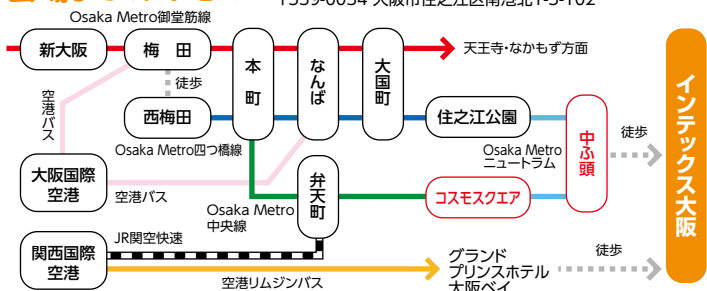 〒559-0034 大阪市住之江区南港北1-5-102
Osaka Metro御堂筋線
新大阪
梅 田
本町
なんば
大国町
天王寺・なかもず方面
徒歩
空港バス
西梅田
住之江公園
Osaka Metro四つ橋線
Osaka Metro
ニュートラム
中ふ頭
徒歩
インテックス大阪
大阪国際
空港
空港バス
弁天町
コスモスクエア
Osaka Metro
中央線
JR関空快速
関西国際
空港
空港リムジンバス
グランド
プリンスホテル
大阪ベイ
徒歩